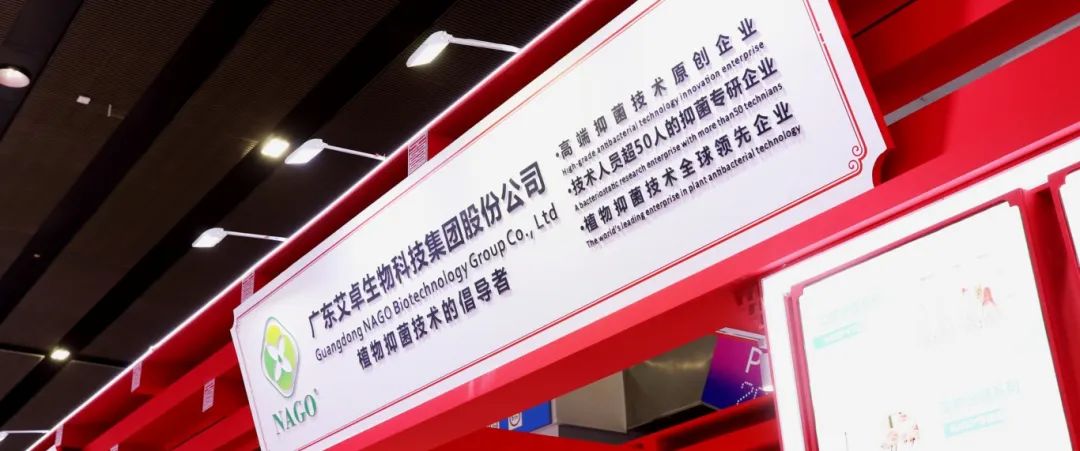 NAGO®
广东艾卓生物科技集团股份公司
Guangdong NAGO Biotechnology Group Co., Ltd
植物抑菌技术的倡导者
•高端抑菌技术原创企业
High-grade anhbacterial technology innovation enterprise
•技术人员超50人的抑菌专研企业
A bacteriostabc research enterprise with more than 50 technians
•植物抑菌技术全球领先企业
The world's leading enterprise in plant anhbacterial technology
P